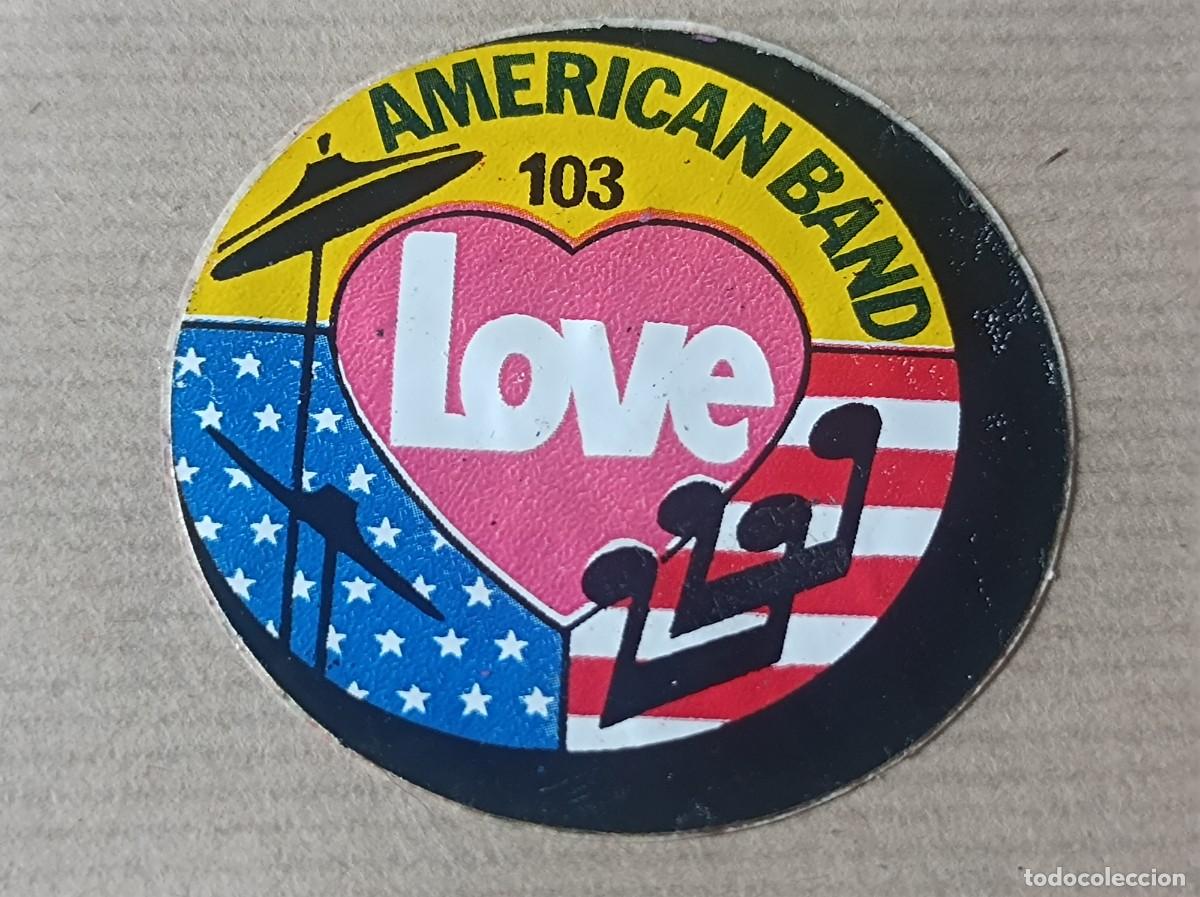 AMERICAN BAND
103
Love
todocoleccion